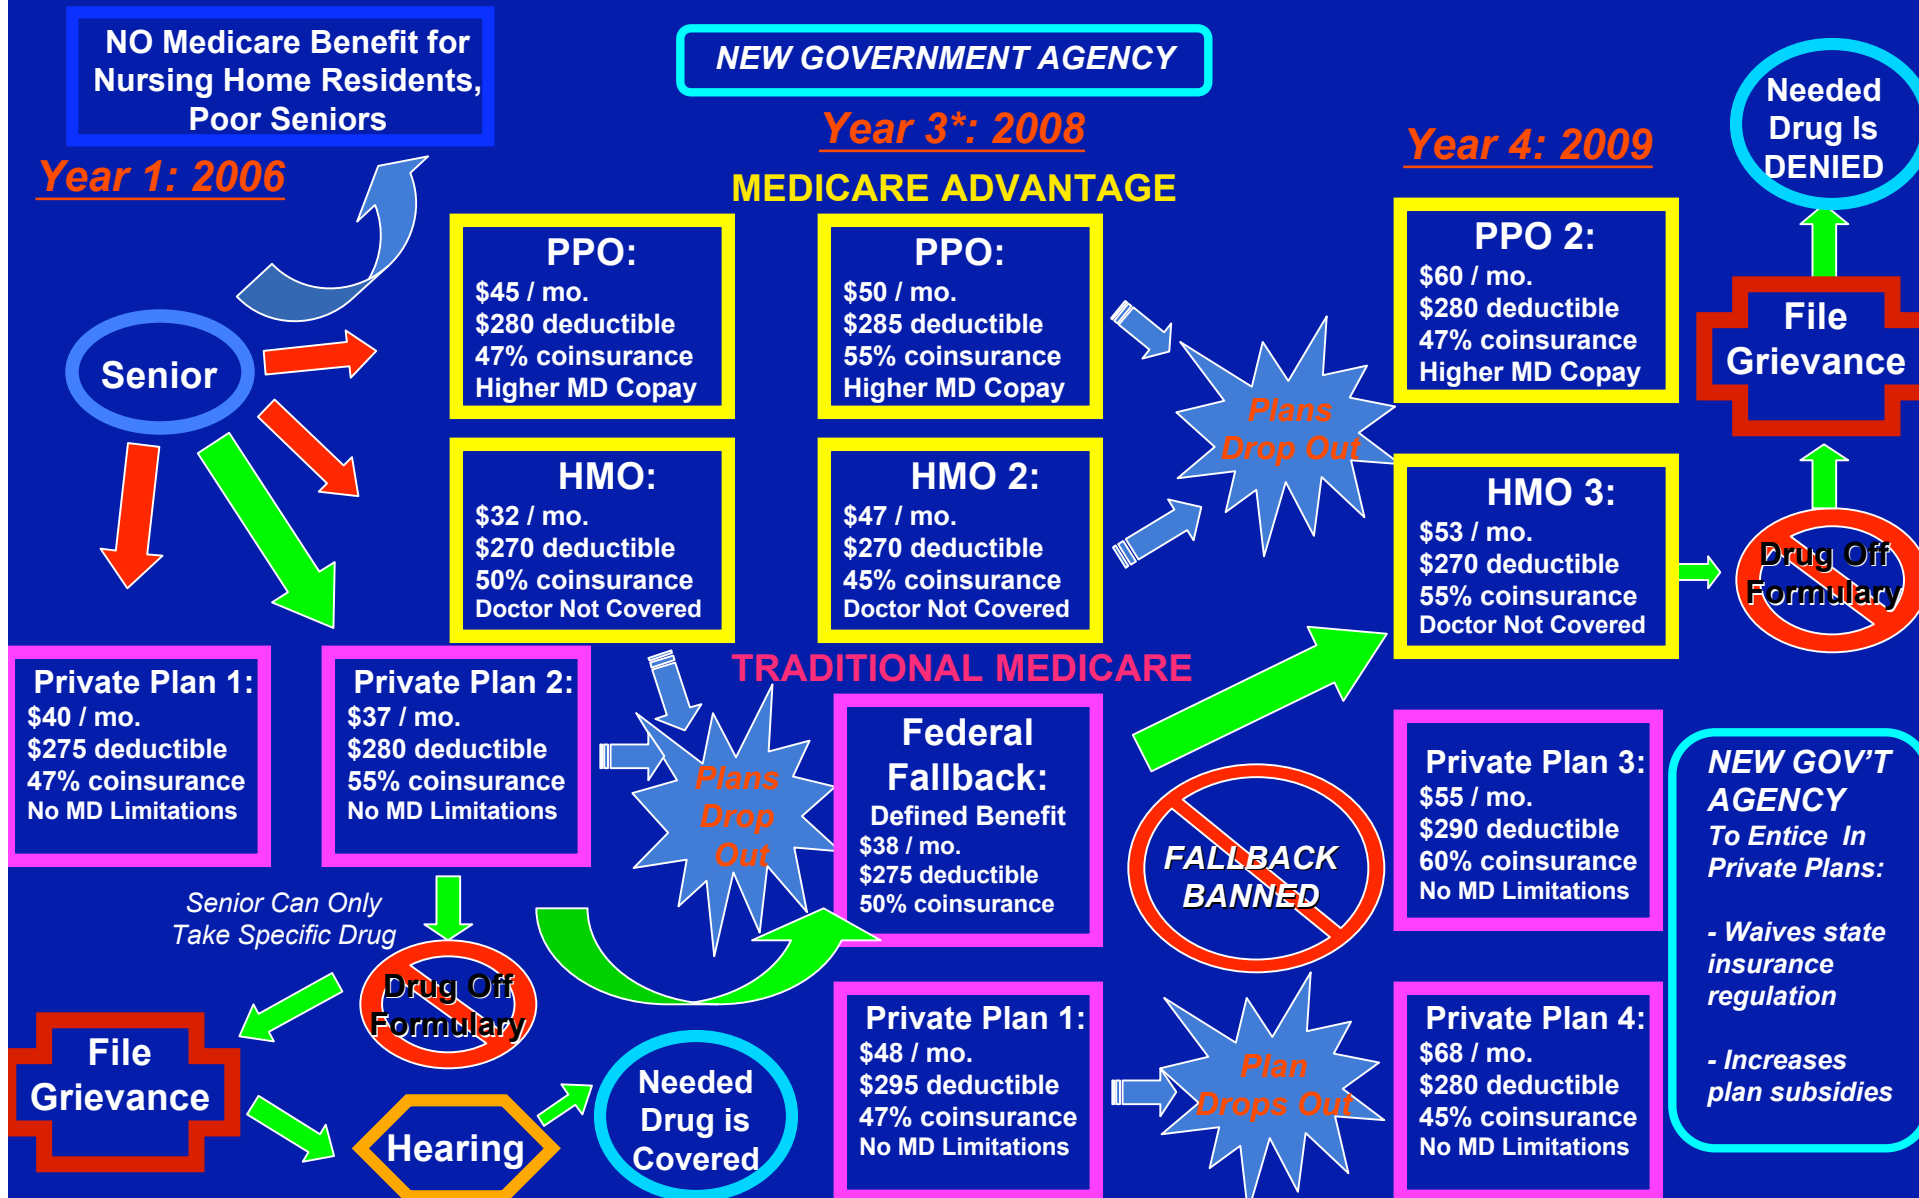 NO Medicare Benefit for
Nursing Home Residents,
Poor Seniors
NEW GOVERNMENT AGENCY
Needed
Drug Is
DENIED
Year 1: 2006
Year 3*: 2008
Year 4: 2009
MEDICARE ADVANTAGE
Senior
PPO:
$45 / mo.
$280 deductible
47% coinsurance
Higher MD Copay
PPO:
$50 / mo.
$285 deductible
55% coinsurance
Higher MD Copay
Plans
Drop Out
PPO 2:
$60 / mo.
$280 deductible
47% coinsurance
Higher MD Copay
File
Grievance
HMO:
$32 / mo.
$270 deductible
50% coinsurance
Doctor Not Covered
HMO 2:
$47 / mo.
$270 deductible
45% coinsurance
Doctor Not Covered
HMO 3:
$53 / mo.
$270 deductible
55% coinsurance
Doctor Not Covered
Drug Off
Formulary
TRADITIONAL MEDICARE
Private Plan 1:
$40 / mo.
$275 deductible
47% coinsurance
No MD Limitations
Private Plan 2:
$37 / mo.
$280 deductible
55% coinsurance
No MD Limitations
Plans
Drop
Out
Federal
Fallback:
Defined Benefit
$38 / mo.
$275 deductible
50% coinsurance
FALLBACK
BANNED
Private Plan 3:
$55 / mo.
$290 deductible
60% coinsurance
No MD Limitations
NEW GOV'T
AGENCY
To Entice In
Private Plans:
- Waives state
insurance
regulation
- Increases
plan subsidies
Senior Can Only
Take Specific Drug
Drug Off
Formulary
File
Grievance
Hearing
Needed
Drug is
Covered
Private Plan 1:
$48 / mo.
$295 deductible
47% coinsurance
No MD Limitations
Plan
Drops Out
Private Plan 4:
$68 / mo.
$280 deductible
45% coinsurance
No MD Limitations